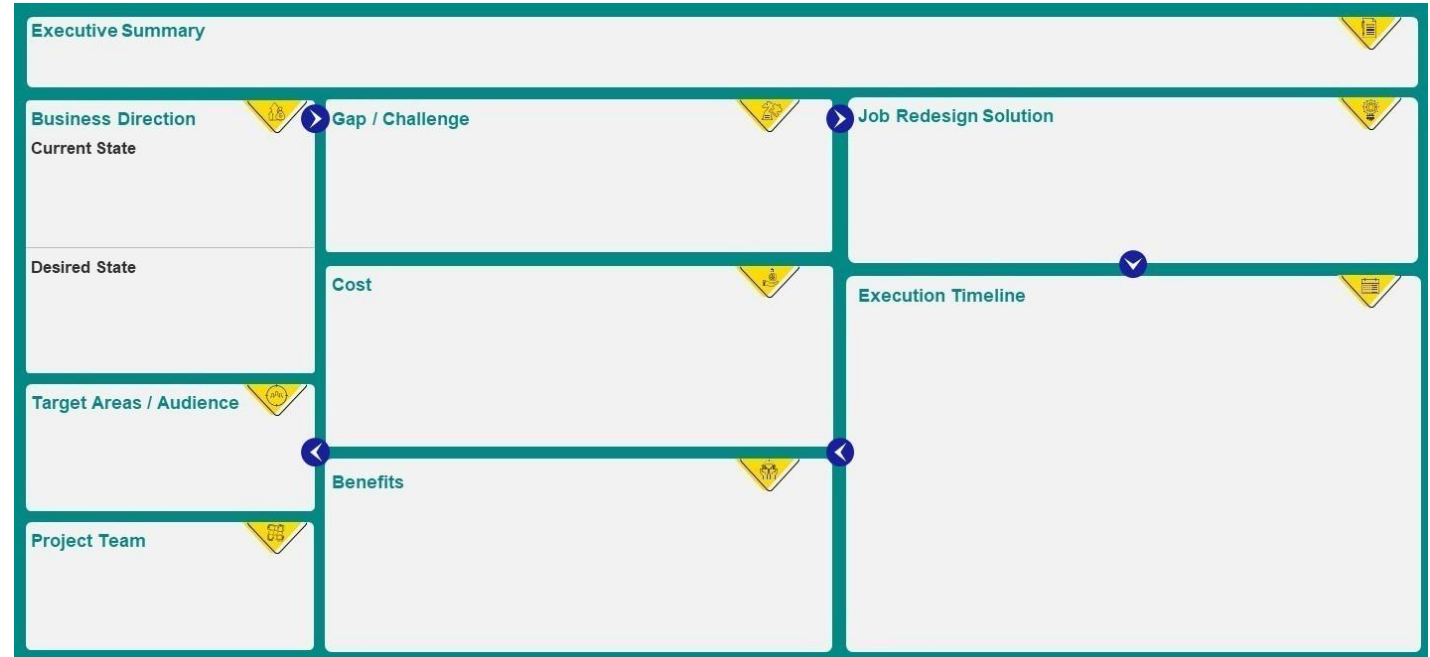 Executive Summary
Business Direction
Current State
Desired State
Gap / Challenge
Job Redesign Solution
Cost
Execution Timeline
Target Areas / Audience
Benefits
Project Team